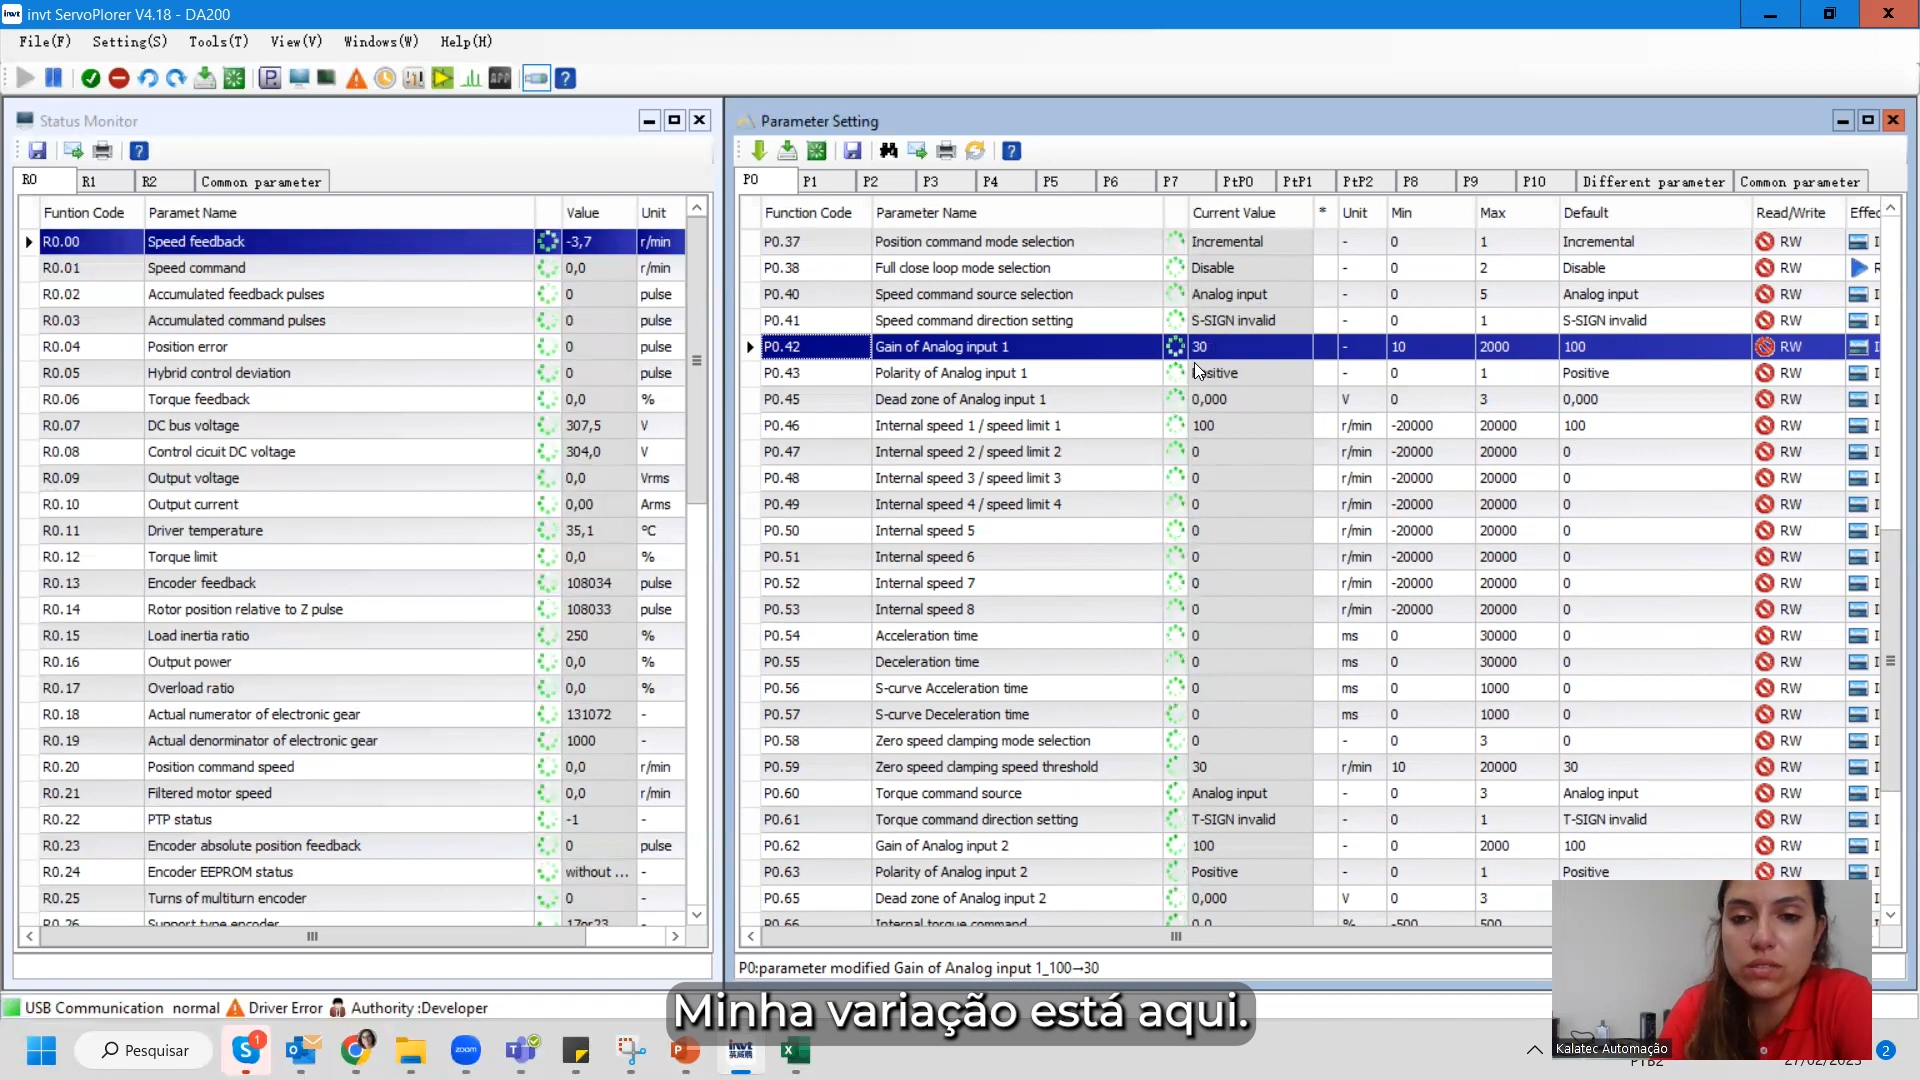 invt ServoPlorer V4.18 - DA200
File(F) Setting(S) Tools(T) View(V) Windows(W) Help(H)
Status Monitor
R0 R1 R2 Common parameter
Funtion Code Paramet Name Value Unit
R0.00 Speed feedback -3,7 r/min
R0.01 Speed command 0,0 r/min
R0.02 Accumulated feedback pulses 0 pulse
R0.03 Accumulated command pulses 0 pulse
R0.04 Position error 0 pulse
R0.05 Hybrid control deviation 0 pulse
R0.06 Torque feedback 0,0 %
R0.07 DC bus voltage 307,5 V
R0.08 Control cicuit DC voltage 304,0 V
R0.09 Output voltage 0,0 Vrms
R0.10 Output current 0,00 Arms
R0.11 Driver temperature 35,1 ºC
R0.12 Torque limit 0,0 %
R0.13 Encoder feedback 108034 pulse
R0.14 Rotor position relative to Z pulse 108033 pulse
R0.15 Load inertia ratio 250 %
R0.16 Output power 0,0 %
R0.17 Overload ratio 0,0 %
R0.18 Actual numerator of electronic gear 131072 -
R0.19 Actual denorminator of electronic gear 1000 -
R0.20 Position command speed 0,0 r/min
R0.21 Filtered motor speed 0,0 r/min
R0.22 PTP status -1 -
R0.23 Encoder absolute position feedback 0 pulse
R0.24 Encoder EEPROM status without ... -
R0.25 Turns of multiturn encoder 0 -
R0.26 Support type encoder 17or23
Parameter Setting
P0 P1 P2 P3 P4 P5 P6 P7 PtP0 PtP1 PtP2 P8 P9 P10 Different parameter Common parameter
Function Code Parameter Name Current Value * Unit Min Max Default Read/Write Effec
P0.37 Position command mode selection Incremental - 0 1 Incremental RW I
P0.38 Full close loop mode selection Disable - 0 2 Disable RW R
P0.40 Speed command source selection Analog input - 0 5 Analog input RW I
P0.41 Speed command direction setting S-SIGN invalid - 0 1 S-SIGN invalid RW I
P0.42 Gain of Analog input 1 30 - 10 2000 100 RW I
P0.43 Polarity of Analog input 1 Positive - 0 1 Positive RW I
P0.45 Dead zone of Analog input 1 0,000 V 0 3 0,000 RW I
P0.46 Internal speed 1 / speed limit 1 100 r/min -20000 20000 100 RW I
P0.47 Internal speed 2 / speed limit 2 0 r/min -20000 20000 0 RW I
P0.48 Internal speed 3 / speed limit 3 0 r/min -20000 20000 0 RW I
P0.49 Internal speed 4 / speed limit 4 0 r/min -20000 20000 0 RW I
P0.50 Internal speed 5 0 r/min -20000 20000 0 RW I
P0.51 Internal speed 6 0 r/min -20000 20000 0 RW I
P0.52 Internal speed 7 0 r/min -20000 20000 0 RW I
P0.53 Internal speed 8 0 r/min -20000 20000 0 RW I
P0.54 Acceleration time 0 ms 0 30000 0 RW I
P0.55 Deceleration time 0 ms 0 30000 0 RW I
P0.56 S-curve Acceleration time 0 ms 0 1000 0 RW I
P0.57 S-curve Deceleration time 0 ms 0 1000 0 RW I
P0.58 Zero speed clamping mode selection 0 - 0 3 0 RW I
P0.59 Zero speed clamping speed threshold 30 r/min 10 20000 30 RW I
P0.60 Torque command source Analog input - 0 3 Analog input RW I
P0.61 Torque command direction setting T-SIGN invalid - 0 1 T-SIGN invalid RW I
P0.62 Gain of Analog input 2 100 - 10 2000 100 RW I
P0.63 Polarity of Analog input 2 Positive - 0 1 Positive RW I
P0.65 Dead zone of Analog input 2 0,000 V 0 3
P0.66 Internal torque command 0,0 % -500 500
P0:parameter modified Gain of Analog input 1_100→30
USB Communication normal Driver Error Authority :Developer
Minha variação está aqui.
Pesquisar
1
zoom
invt
Kalatec Automação
PTB2
27/02/2023
2